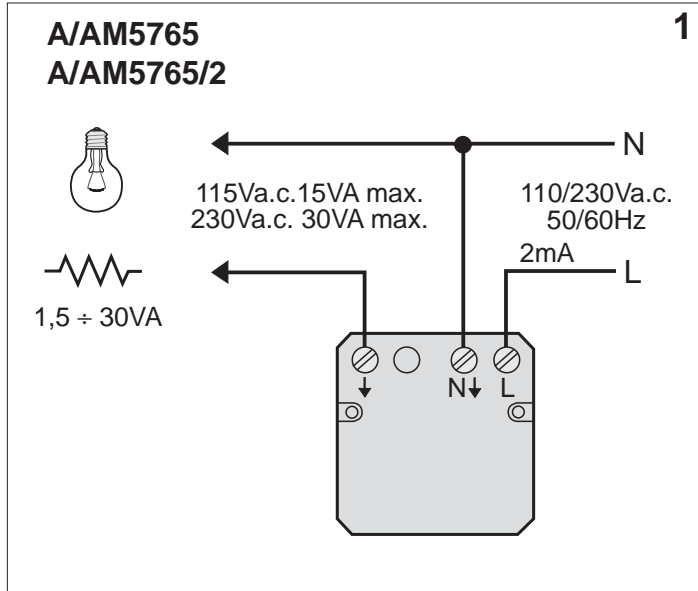 1
A/AM5765
A/AM5765/2
N
115Va.c.15VA max.
230Va.c. 30VA max.
110/230Va.c.
50/60Hz
2mA
L
1,5 ÷ 30VA
↓ N↓ L